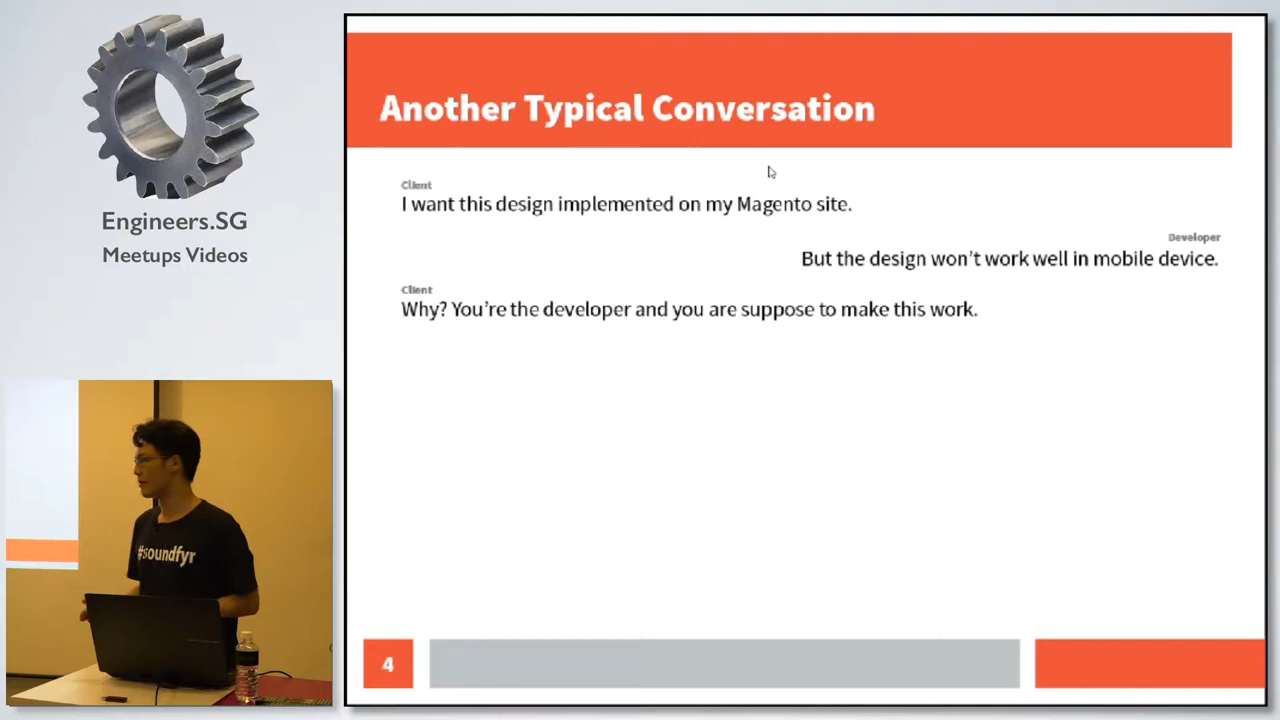 Engineers.SG
Meetups Videos
Another Typical Conversation
Client
I want this design implemented on my Magento site.
Developer
But the design won't work well in mobile device.
Client
Why? You're the developer and you are suppose to make this work.
4
#soundfyr